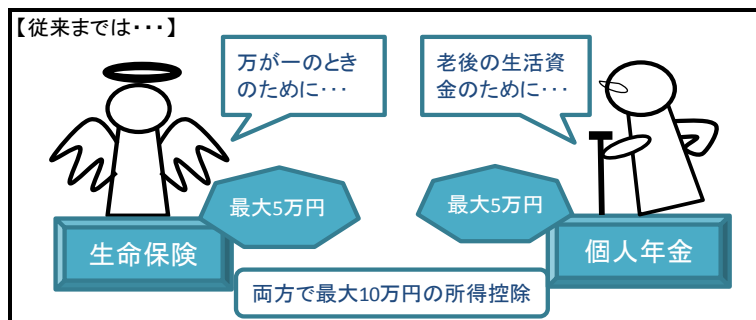 【従来までは・・・】
万が一のとき
のために・・・
老後の生活資
金のために・・・
最大5万円
最大5万円
生命保険
個人年金
両方で最大10万円の所得控除